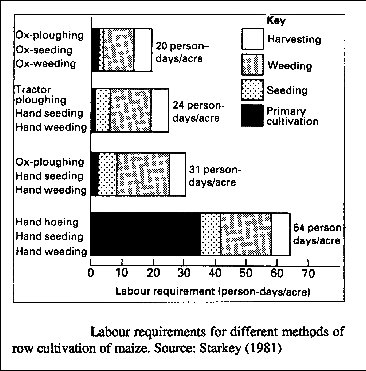 Key
Harvesting
Weeding
Seeding
Primary
cultivation
Ox-ploughing
Ox-seeding
Ox-weeding
20 person-
days/acre
Tractor
ploughing
Hand seeding
Hand weeding
24 person-
days/acre
Ox-ploughing
Hand seeding
Hand weeding
31 person-
days/acre
Hand hoeing
Hand seeding
Hand weeding
64 person-
days/acre
0 10 20 30 40 50 60 70
Labour requirement (person-days/acre)
Labour requirements for different methods of
row cultivation of maize. Source: Starkey (1981)